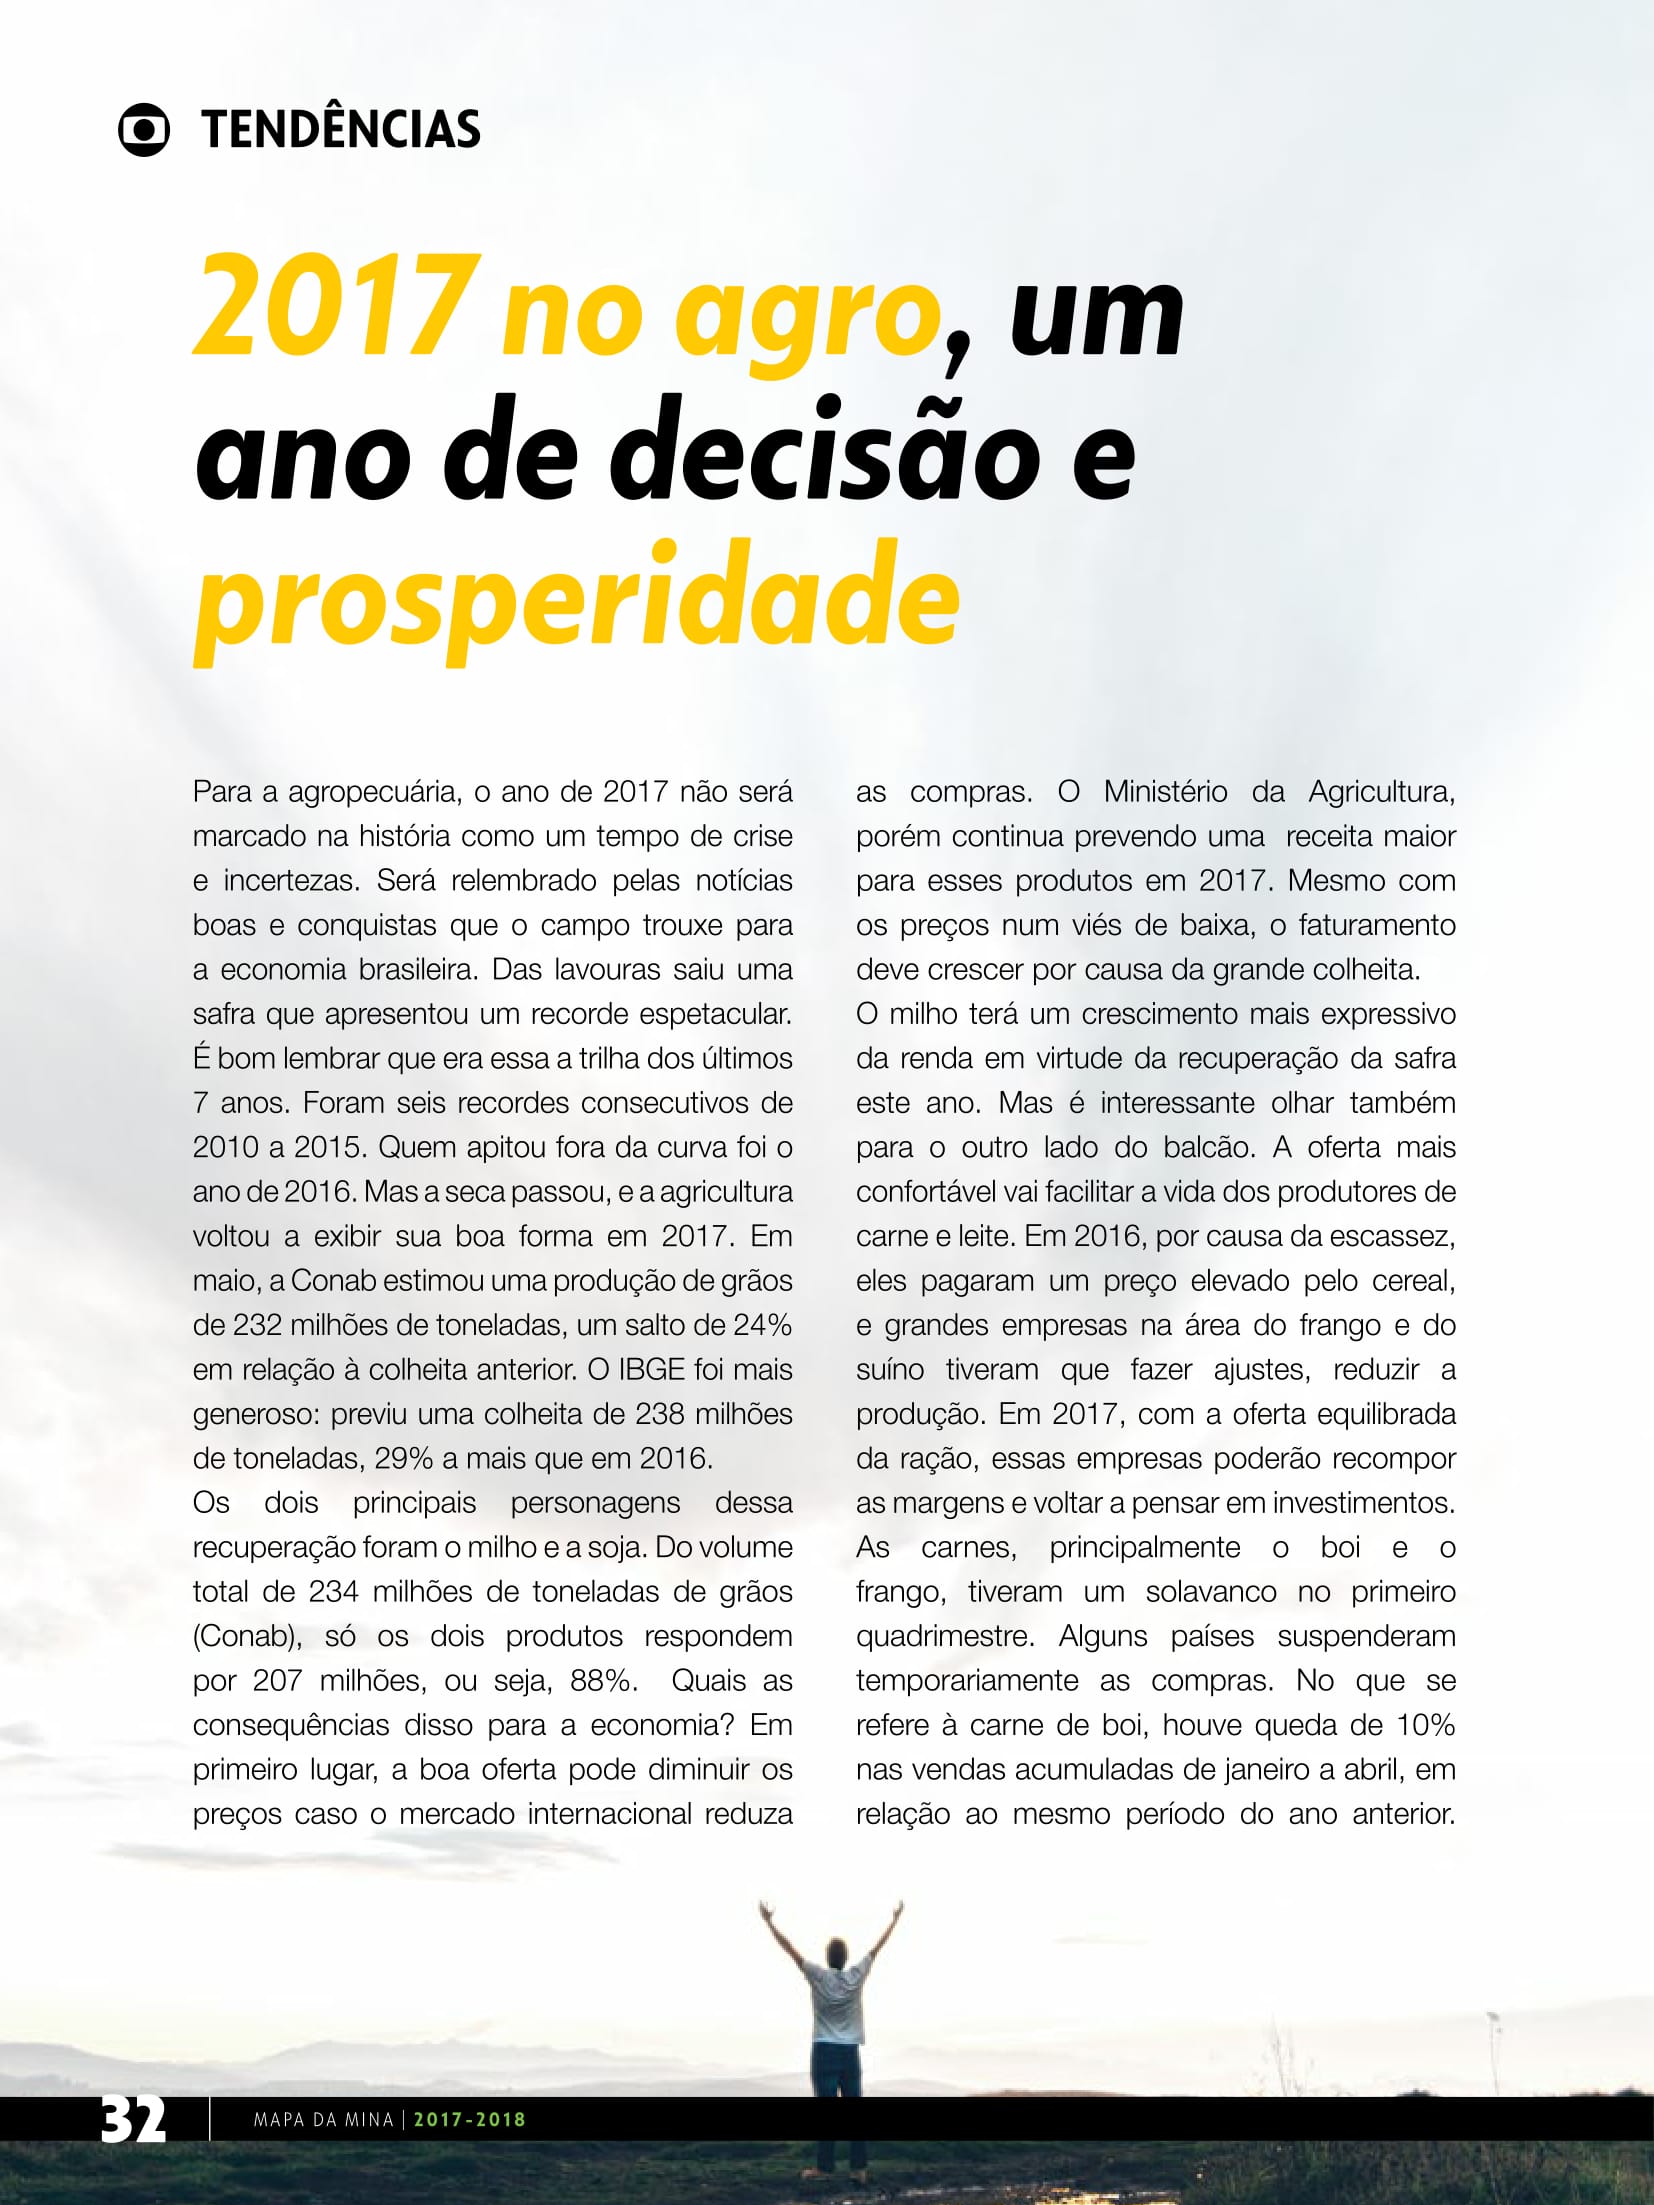 TENDÊNCIAS
2017 no agro, um
ano de decisão e
prosperidade
Para a agropecuária, o ano de 2017 não será
marcado na história como um tempo de crise
e incertezas. Será relembrado pelas notícias
boas e conquistas que o campo trouxe para
a economia brasileira. Das lavouras saiu uma
safra que apresentou um recorde espetacular.
É bom lembrar que era essa a trilha dos últimos
7 anos. Foram seis recordes consecutivos de
2010 a 2015. Quem apitou fora da curva foi o
ano de 2016. Mas a seca passou, e a agricultura
voltou a exibir sua boa forma em 2017. Em
maio, a Conab estimou uma produção de grãos
de 232 milhões de toneladas, um salto de 24%
em relação à colheita anterior. O IBGE foi mais
generoso: previu uma colheita de 238 milhões
de toneladas, 29% a mais que em 2016.
Os dois principais personagens dessa
recuperação foram o milho e a soja. Do volume
total de 234 milhões de toneladas de grãos
(Conab), só os dois produtos respondem
por 207 milhões, ou seja, 88%.  Quais as
consequências disso para a economia? Em
primeiro lugar, a boa oferta pode diminuir os
preços caso o mercado internacional reduza
as compras. O Ministério da Agricultura,
porém continua prevendo uma  receita maior
para esses produtos em 2017. Mesmo com
os preços num viés de baixa, o faturamento
deve crescer por causa da grande colheita.
O milho terá um crescimento mais expressivo
da renda em virtude da recuperação da safra
este ano. Mas é interessante olhar também
para o outro lado do balcão. A oferta mais
confortável vai facilitar a vida dos produtores de
carne e leite. Em 2016, por causa da escassez,
eles pagaram um preço elevado pelo cereal,
e grandes empresas na área do frango e do
suíno tiveram que fazer ajustes, reduzir a
produção. Em 2017, com a oferta equilibrada
da ração, essas empresas poderão recompor
as margens e voltar a pensar em investimentos.
As carnes, principalmente o boi e o
frango, tiveram um solavanco no primeiro
quadrimestre. Alguns países suspenderam
temporariamente as compras. No que se
refere à carne de boi, houve queda de 10%
nas vendas acumuladas de janeiro a abril, em
relação ao mesmo período do ano anterior.
32 MAPA DA MINA | 2017-2018